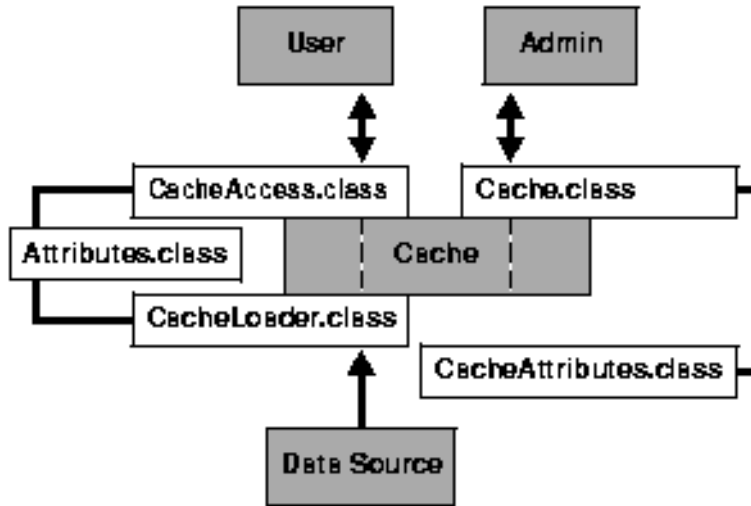 User
Admin
CacheAccess.class
Cache.class
Attributes.class
Cache
CacheLoader.class
CacheAttributes.class
Data Source